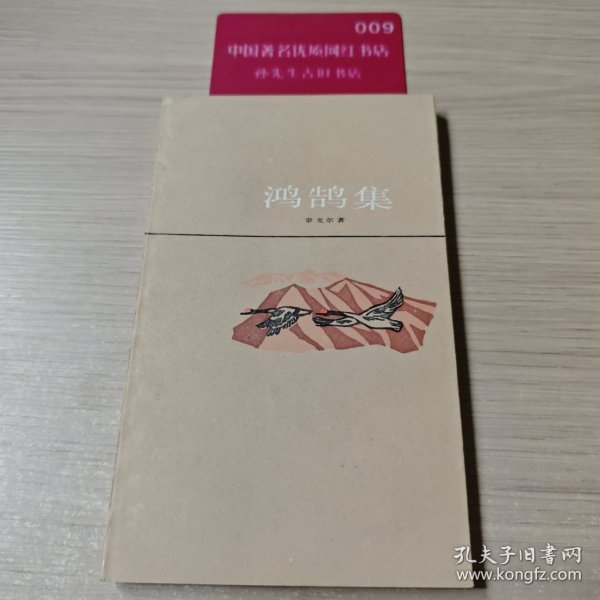 009
中国著名优质网红书店
孙先生古旧书店
鸿鹄集
泰戈尔著
孔夫子旧书网
www.kongfz.com